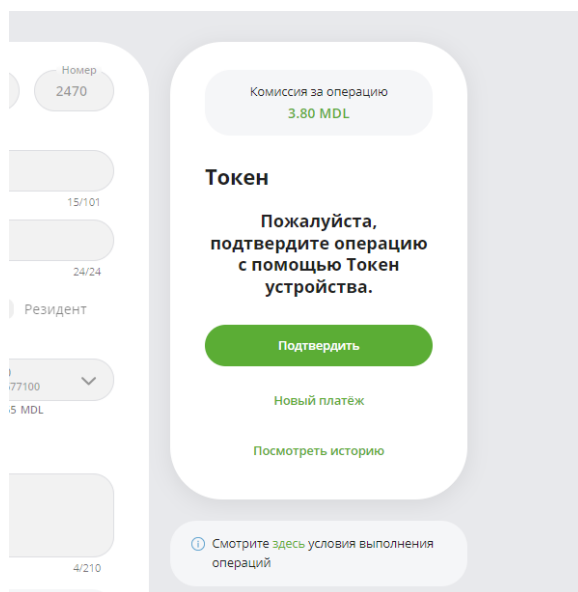 Номер
2470
15/101
24/24
Резидент
577100
5 MDL
4/210
Комиссия за операцию
3.80 MDL
Токен
Пожалуйста,
подтвердите операцию
с помощью Токен
устройства.
Подтвердить
Новый платёж
Посмотреть историю
Смотрите здесь условия выполнения
операций